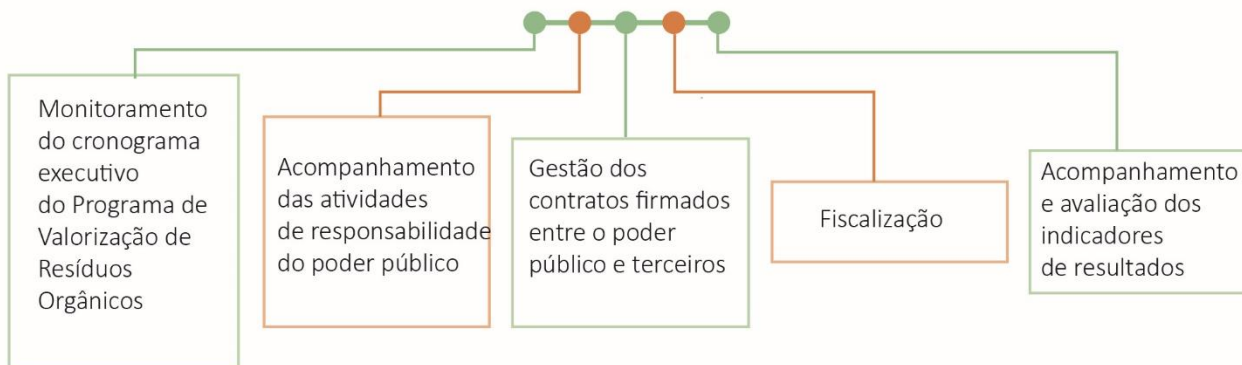 Monitoramento
do cronograma
executivo
do Programa de
Valorização de
Resíduos
Orgânicos
Acompanhamento
das atividades
de responsabilidade
do poder público
Gestão dos
contratos firmados
entre o poder
público e terceiros
Fiscalização
Acompanhamento
e avaliação dos
indicadores
de resultados